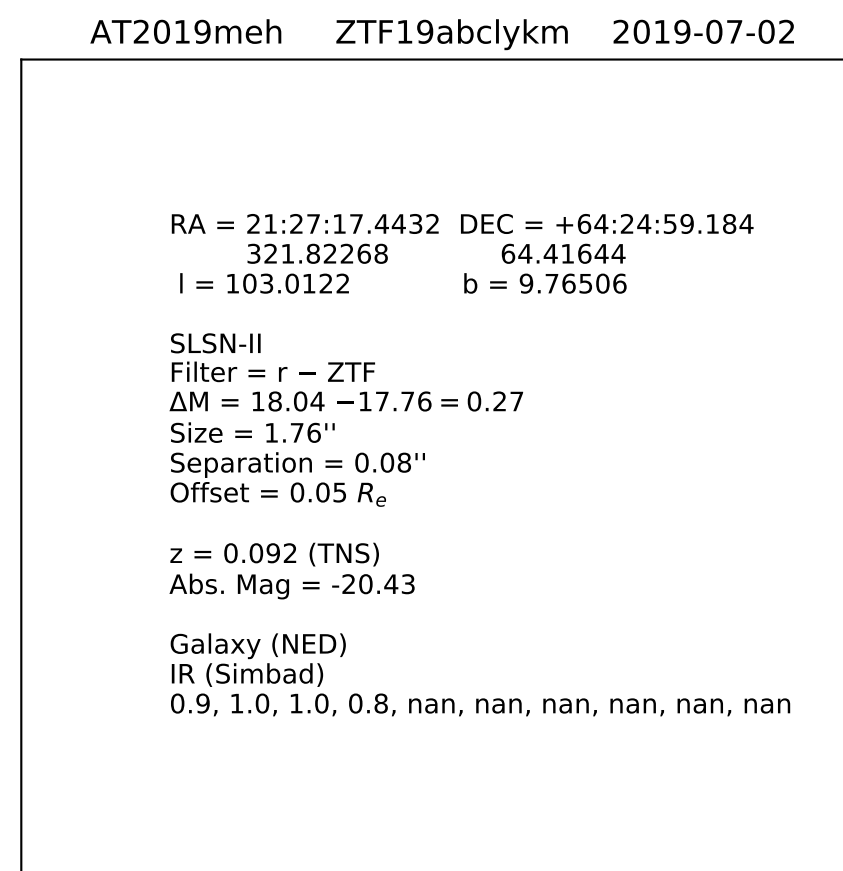 AT2019meh ZTF19abclykm 2019-07-02
RA = 21:27:17.4432 DEC = +64:24:59.184
321.82268 64.41644
l = 103.0122 b = 9.76506
SLSN-II
Filter = r − ZTF
ΔM = 18.04 −17.76 = 0.27
Size = 1.76''
Separation = 0.08''
Offset = 0.05 Re
z = 0.092 (TNS)
Abs. Mag = -20.43
Galaxy (NED)
IR (Simbad)
0.9, 1.0, 1.0, 0.8, nan, nan, nan, nan, nan, nan